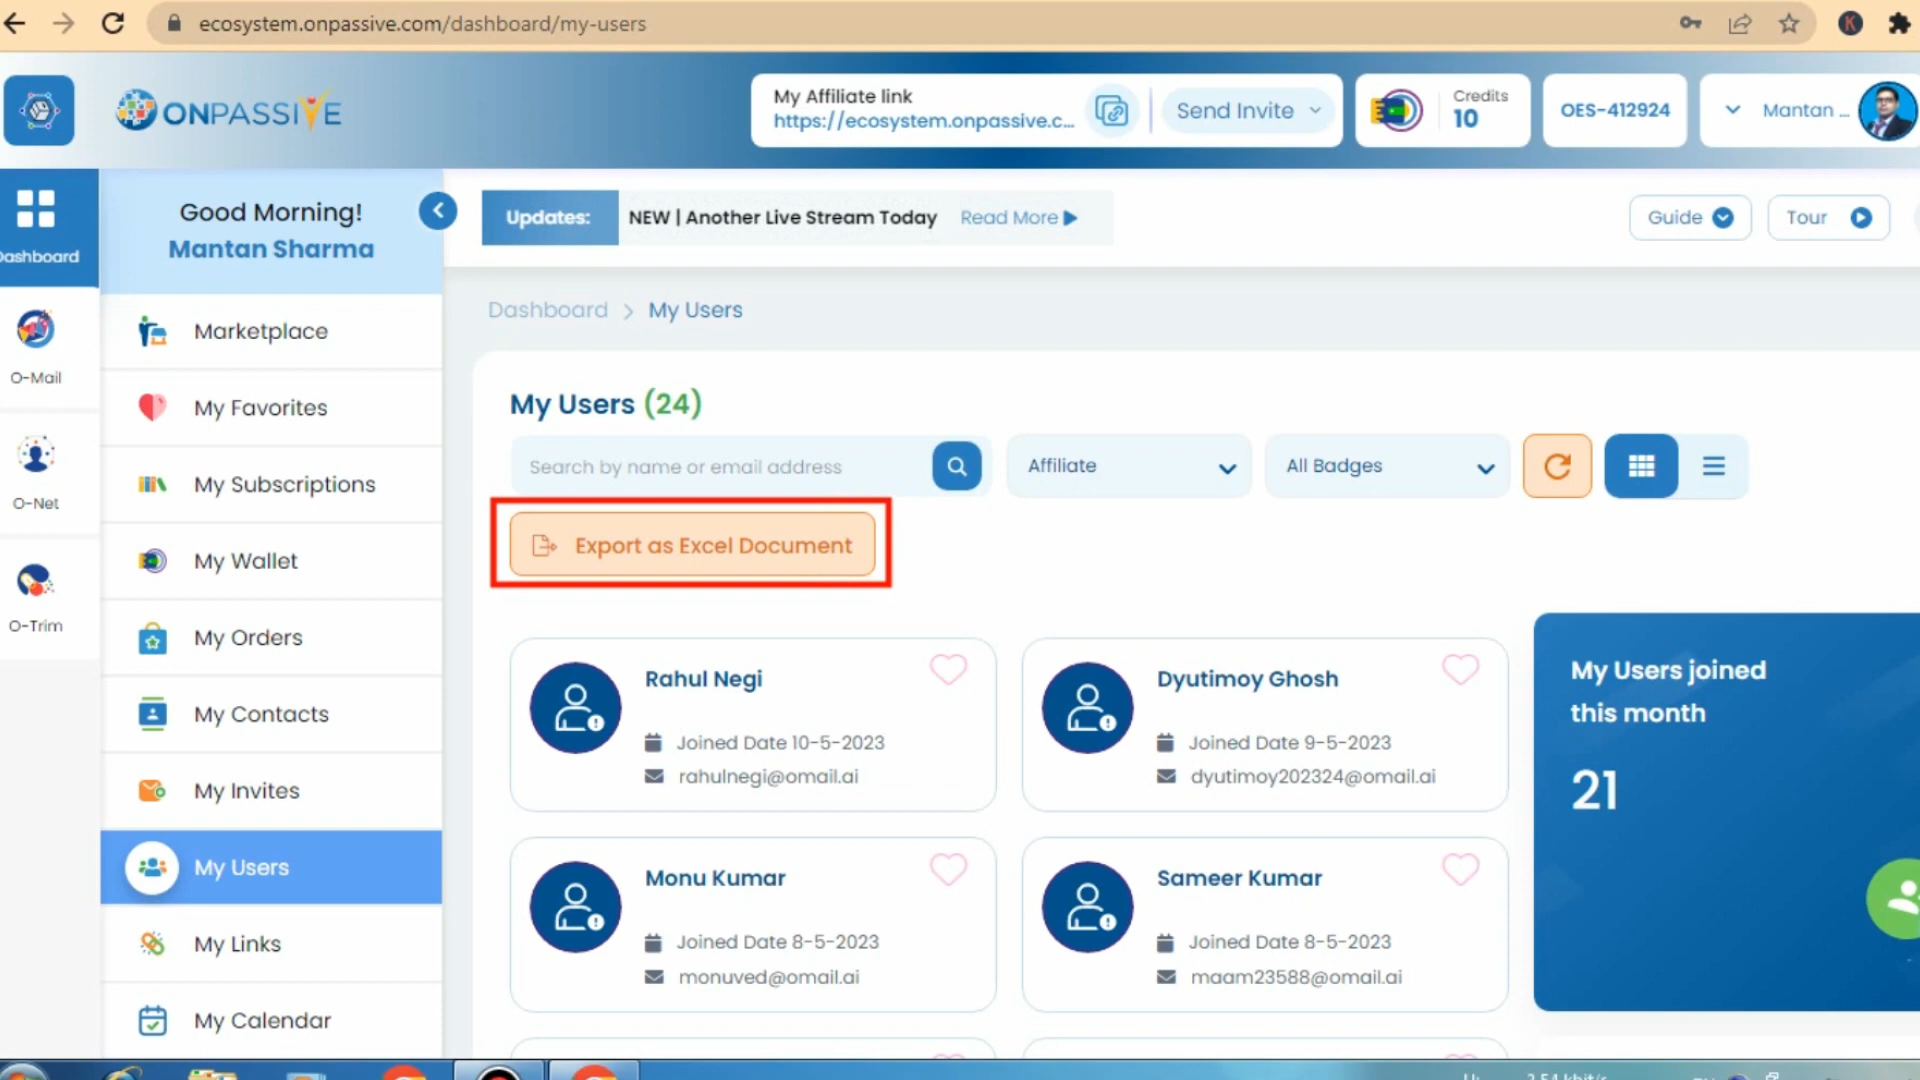 ecosystem.onpassive.com/dashboard/my-users
K
ONPASSIVE
My Affiliate link
https://ecosystem.onpassive.c...
Send Invite
Credits
10
OES-412924
Mantan ...
Dashboard
O-Mail
O-Net
O-Trim
Good Morning!
Mantan Sharma
Marketplace
My Favorites
My Subscriptions
My Wallet
My Orders
My Contacts
My Invites
My Users
My Links
My Calendar
Updates:
NEW | Another Live Stream Today
Read More
Guide
Tour
Dashboard > My Users
My Users (24)
Search by name or email address
Affiliate
All Badges
Export as Excel Document
Rahul Negi
Joined Date 10-5-2023
rahulnegi@omail.ai
Dyutimoy Ghosh
Joined Date 9-5-2023
dyutimoy202324@omail.ai
Monu Kumar
Joined Date 8-5-2023
monuved@omail.ai
Sameer Kumar
Joined Date 8-5-2023
maam23588@omail.ai
My Users joined
this month
21